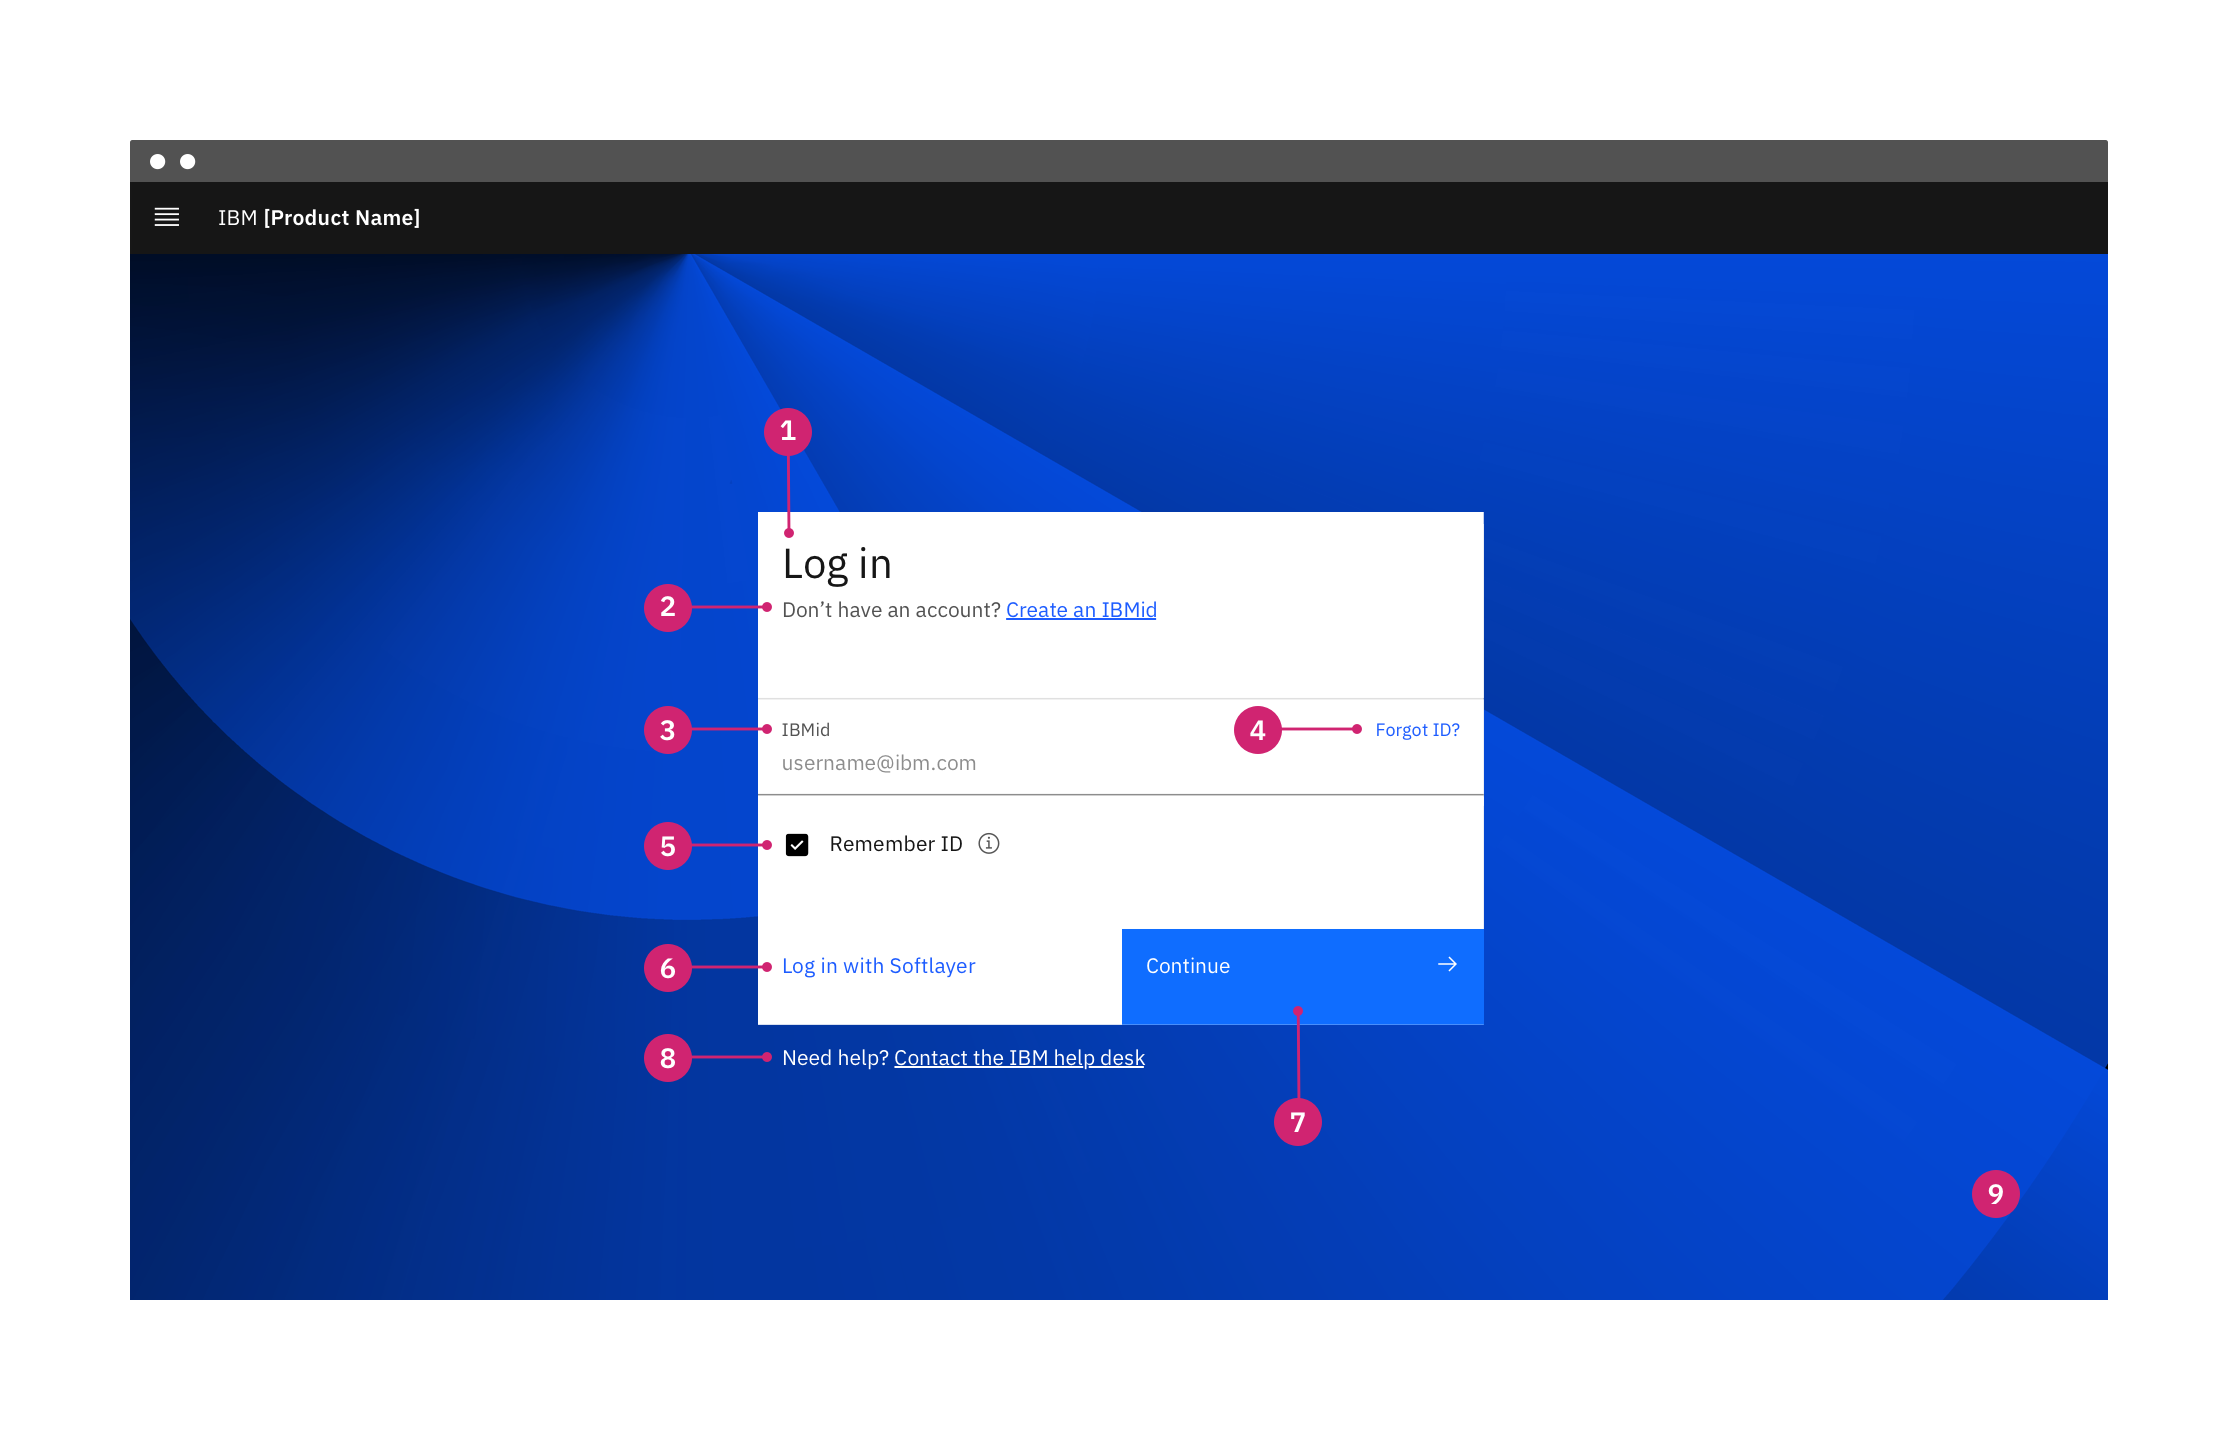 IBM [Product Name]
1
Log in
2
Don’t have an account? Create an IBMid
3
IBMid
4
Forgot ID?
username@ibm.com
5
Remember ID
6
Log in with Softlayer
Continue
8
Need help? Contact the IBM help desk
7
9